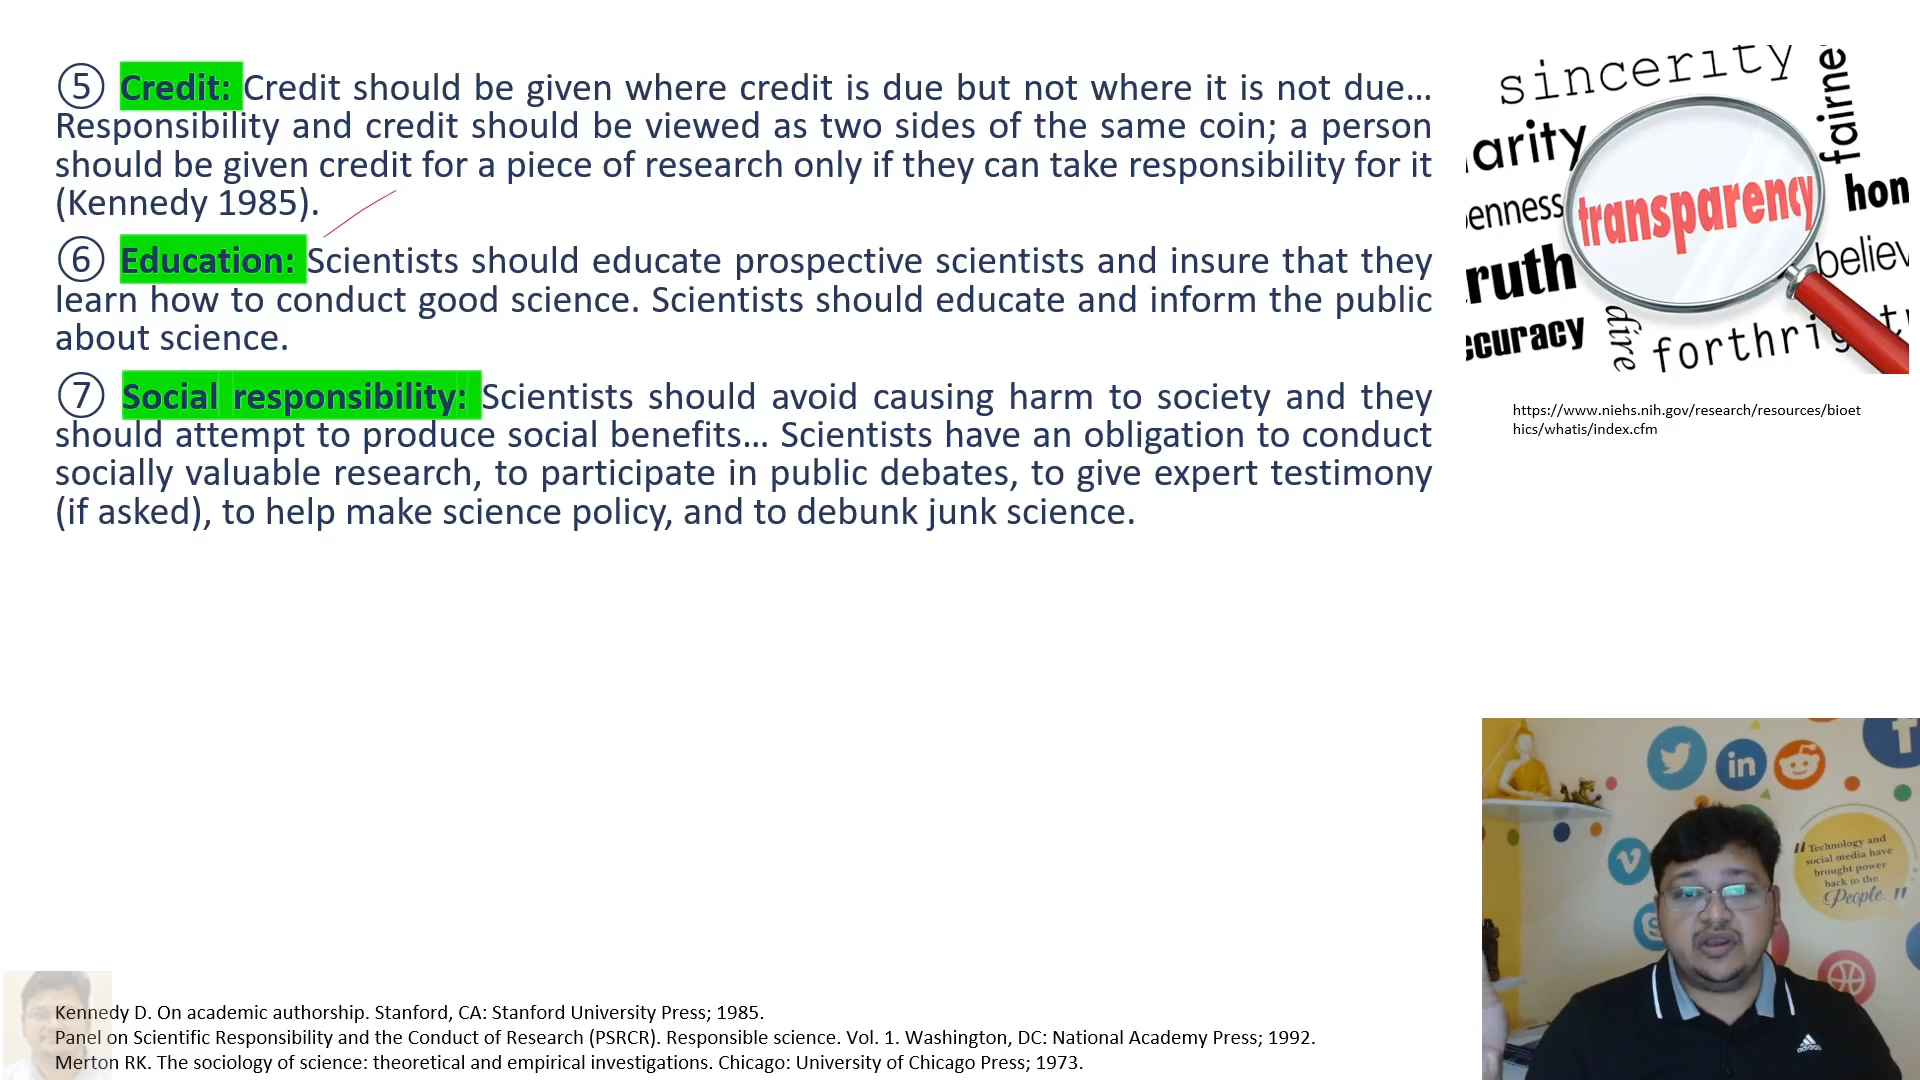 ⑤ Credit: Credit should be given where credit is due but not where it is not due…
Responsibility and credit should be viewed as two sides of the same coin; a person
should be given credit for a piece of research only if they can take responsibility for it
(Kennedy 1985).
⑥ Education: Scientists should educate prospective scientists and insure that they
learn how to conduct good science. Scientists should educate and inform the public
about science.
⑦ Social responsibility: Scientists should avoid causing harm to society and they
should attempt to produce social benefits… Scientists have an obligation to conduct
socially valuable research, to participate in public debates, to give expert testimony
(if asked), to help make science policy, and to debunk junk science.
sincerity
fairne
arity
transparency
hon
enness
believ
ruth
ccuracy
dire
forthrig
https://www.niehs.nih.gov/research/resources/bioet
hics/whatis/index.cfm
in
"Technology and
social media have
brought power
back to the
People."
adidas
Kennedy D. On academic authorship. Stanford, CA: Stanford University Press; 1985.
Panel on Scientific Responsibility and the Conduct of Research (PSRCR). Responsible science. Vol. 1. Washington, DC: National Academy Press; 1992.
Merton RK. The sociology of science: theoretical and empirical investigations. Chicago: University of Chicago Press; 1973.